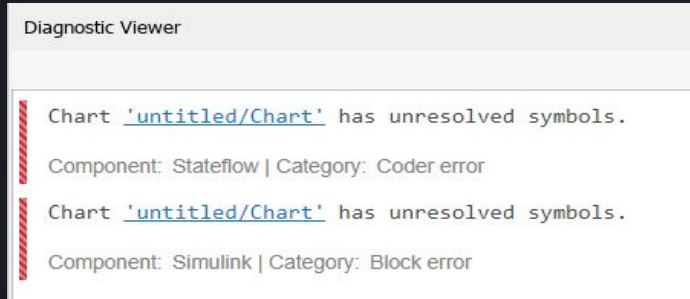 Diagnostic Viewer
Chart 'untitled/Chart' has unresolved symbols.
Component: Stateflow | Category: Coder error
Chart 'untitled/Chart' has unresolved symbols.
Component: Simulink | Category: Block error